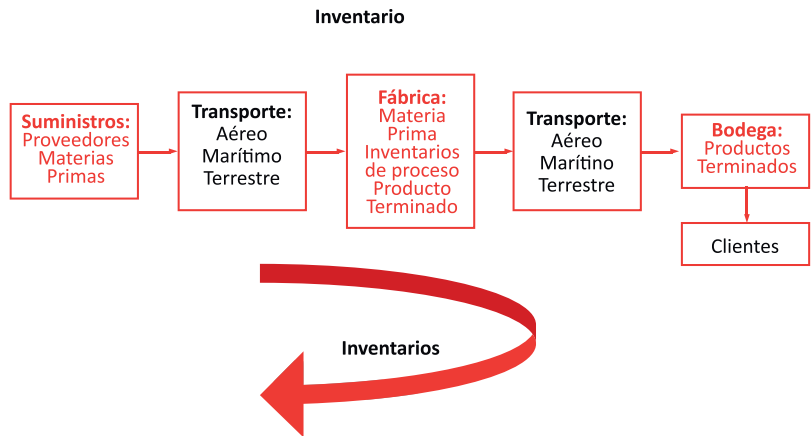 Inventario
Suministros:
Proveedores
Materias
Primas
Transporte:
Aéreo
Marítimo
Terrestre
Fábrica:
Materia
Prima
Inventarios
de proceso
Producto
Terminado
Transporte:
Aéreo
Marítino
Terrestre
Bodega:
Productos
Terminados
Clientes
Inventarios